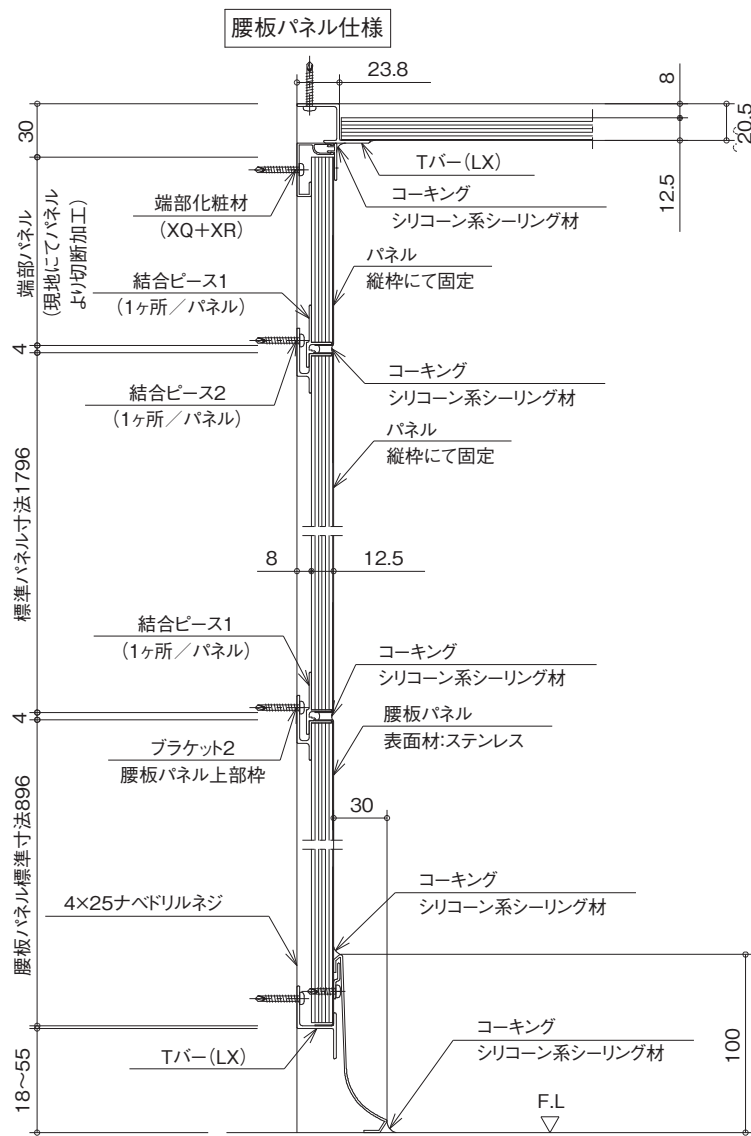 腰板パネル仕様
23.8
8
20.5
12.5
30
Tバー(LX)
コーキング
シリコーン系シーリング材
端部化粧材
(XQ+XR)
端部パネル
(現地にてパネル
より切断加工)
結合ピース1
(1ヶ所／パネル)
パネル
縦枠にて固定
4
コーキング
シリコーン系シーリング材
結合ピース2
(1ヶ所／パネル)
パネル
縦枠にて固定
標準パネル寸法1796
8
12.5
結合ピース1
(1ヶ所／パネル)
コーキング
シリコーン系シーリング材
4
腰板パネル
表面材:ステンレス
ブラケット2
腰板パネル上部枠
30
腰板パネル標準寸法896
4×25ナベドリルネジ
コーキング
シリコーン系シーリング材
18〜55
Tバー(LX)
コーキング
シリコーン系シーリング材
100
F.L